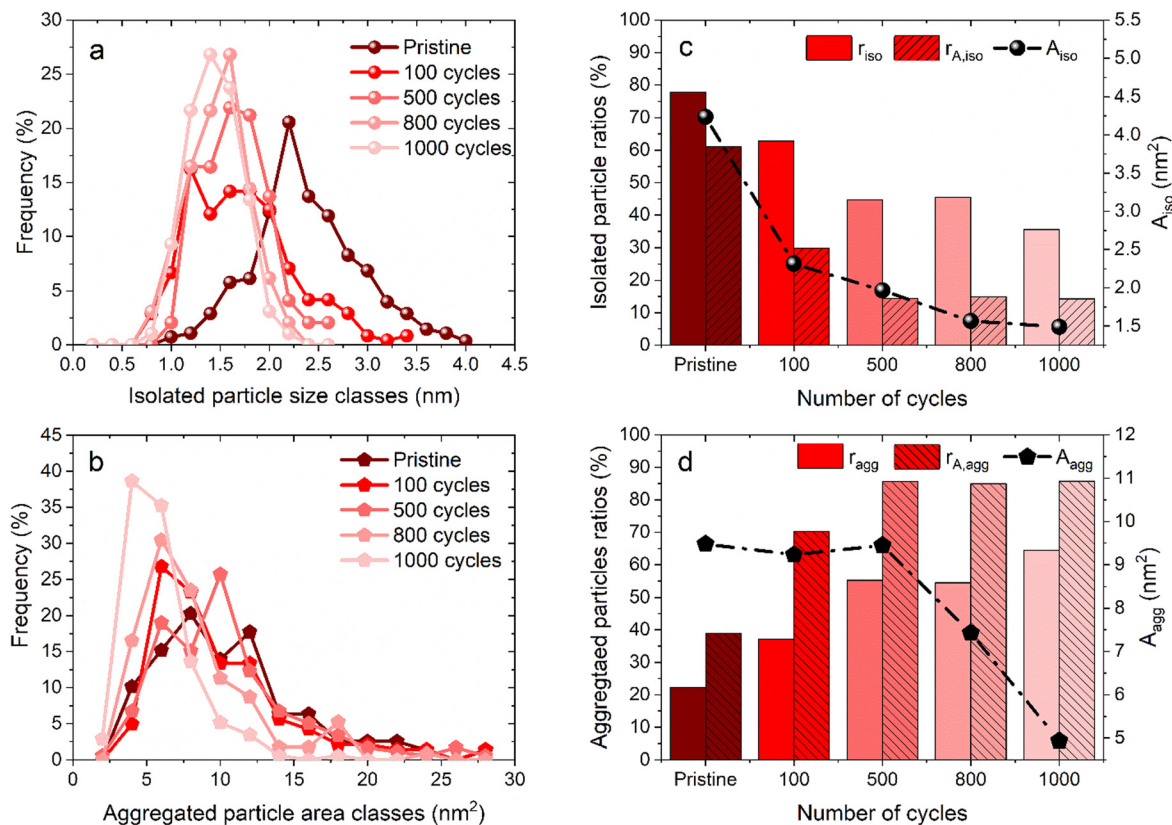 a
Pristine
100 cycles
500 cycles
800 cycles
1000 cycles
Frequency (%)
30
25
20
15
10
5
0
0.0 0.5 1.0 1.5 2.0 2.5 3.0 3.5 4.0 4.5
Isolated particle size classes (nm)
c
r_iso r_A,iso A_iso
Isolated particle ratios (%)
100
90
80
70
60
50
40
30
20
10
0
A_iso (nm²)
5.5
5.0
4.5
4.0
3.5
3.0
2.5
2.0
1.5
Pristine 100 500 800 1000
Number of cycles
b
Pristine
100 cycles
500 cycles
800 cycles
1000 cycles
Frequency (%)
45
40
35
30
25
20
15
10
5
0
0 5 10 15 20 25 30
Aggregated particle area classes (nm²)
d
r_agg r_A,agg A_agg
Aggregtaed particles ratios (%)
100
90
80
70
60
50
40
30
20
10
0
A_agg (nm²)
12
11
10
9
8
7
6
5
Pristine 100 500 800 1000
Number of cycles